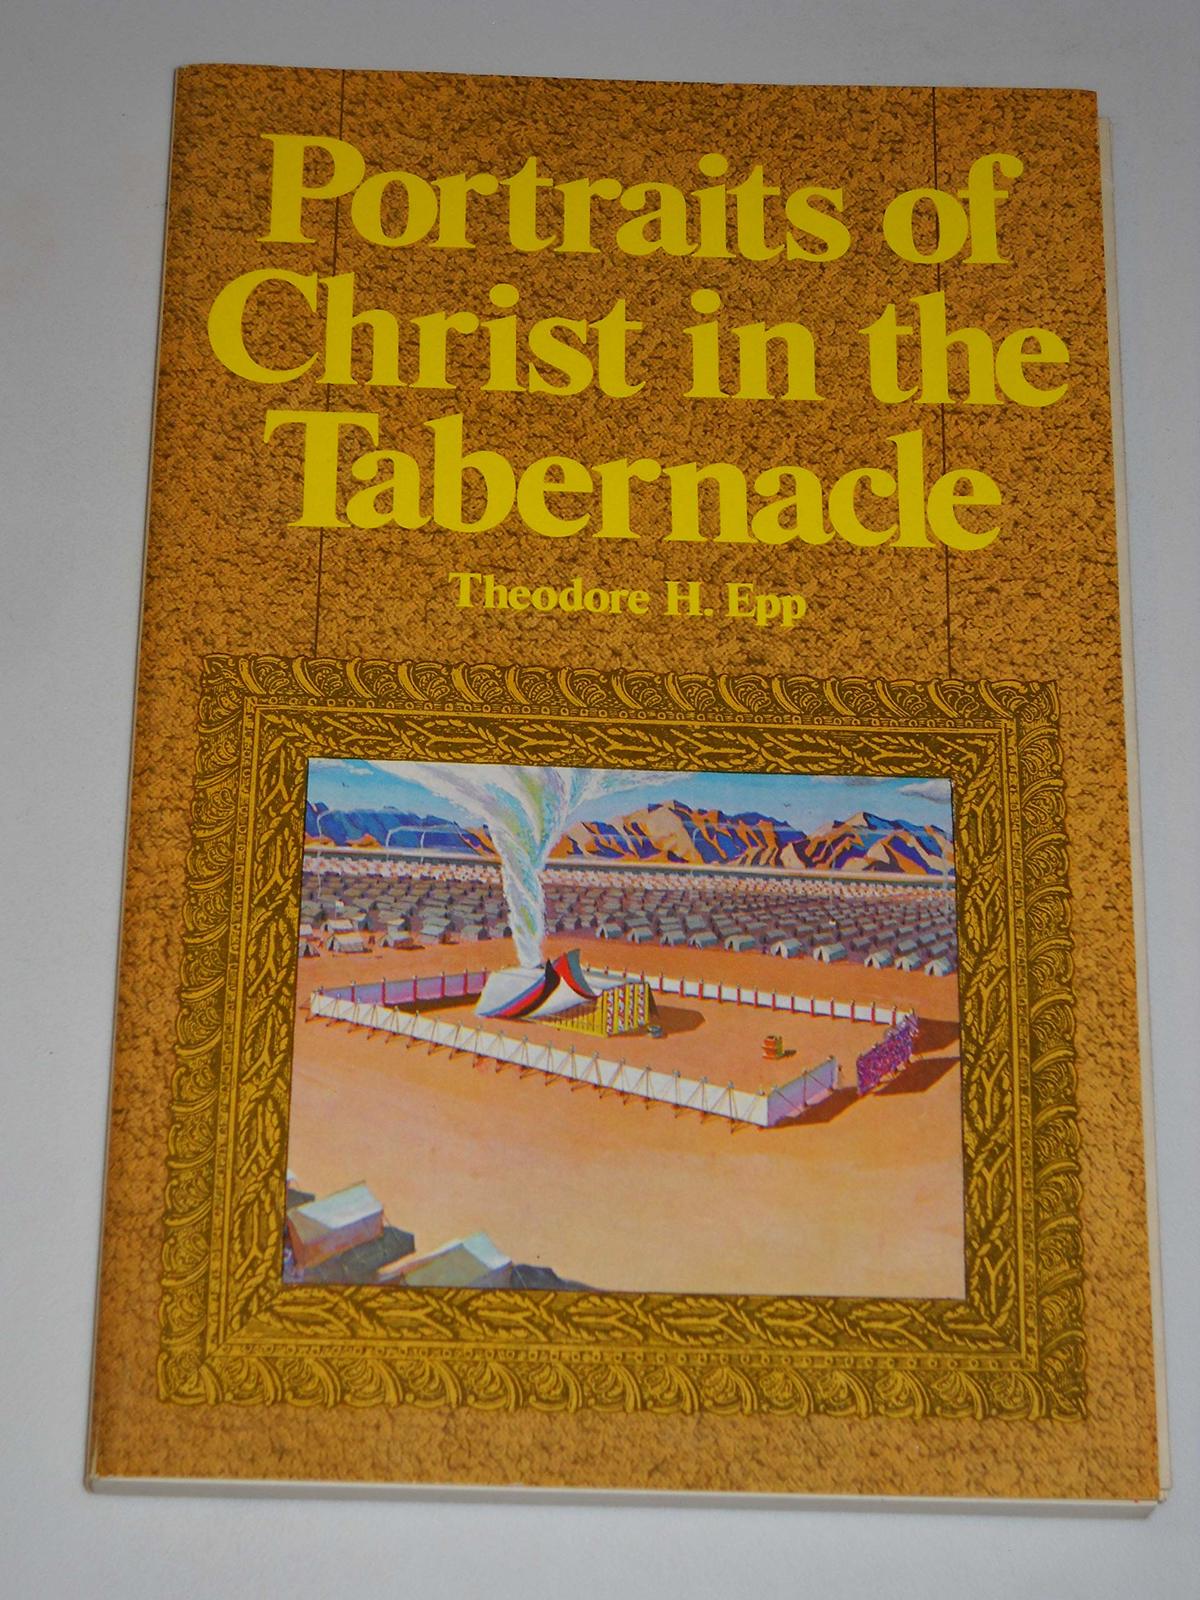 Portraits of
Christ in the
Tabernacle
Theodore H. Epp